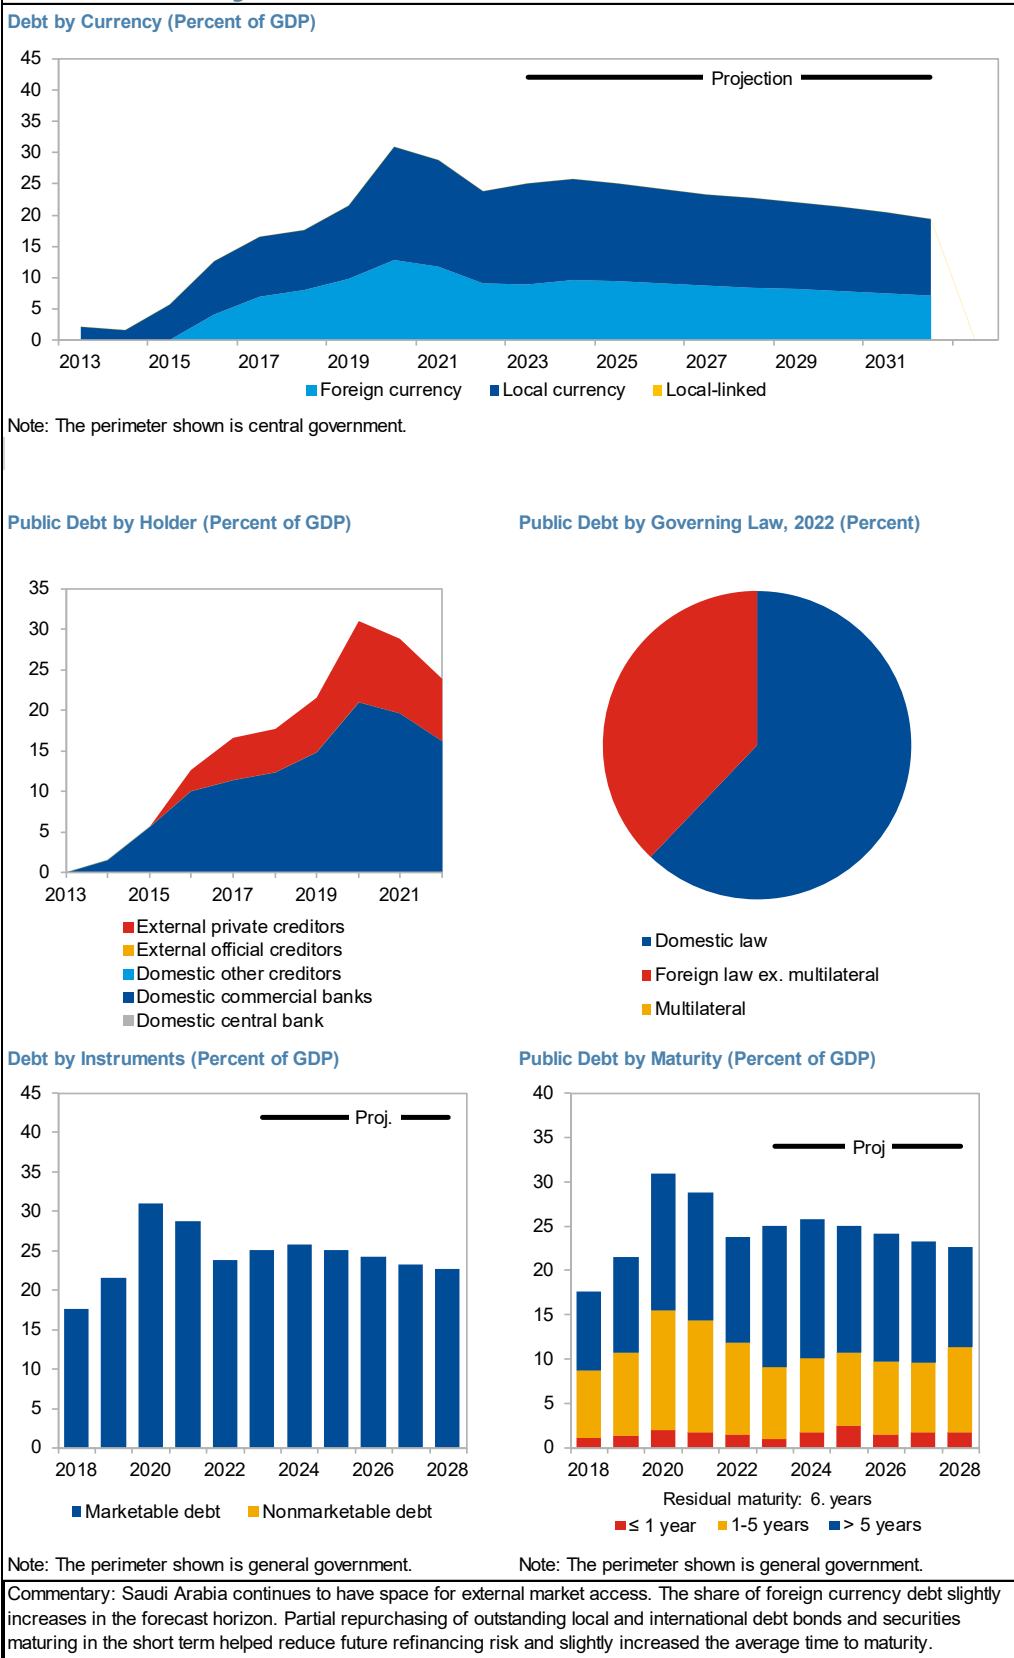 Debt by Currency (Percent of GDP)
45
40
35
30
25
20
15
10
5
0
Projection
2013 2015 2017 2019 2021 2023 2025 2027 2029 2031
Foreign currency Local currency Local-linked
Note: The perimeter shown is central government.
Public Debt by Holder (Percent of GDP)
35
30
25
20
15
10
5
0
2013 2015 2017 2019 2021
External private creditors
External official creditors
Domestic other creditors
Domestic commercial banks
Domestic central bank
Public Debt by Governing Law, 2022 (Percent)
Domestic law
Foreign law ex. multilateral
Multilateral
Debt by Instruments (Percent of GDP)
45
40
35
30
25
20
15
10
5
0
Proj.
2018 2020 2022 2024 2026 2028
Marketable debt Nonmarketable debt
Note: The perimeter shown is general government.
Public Debt by Maturity (Percent of GDP)
40
35
30
25
20
15
10
5
0
Proj
2018 2020 2022 2024 2026 2028
Residual maturity: 6. years
≤ 1 year 1-5 years > 5 years
Note: The perimeter shown is general government.
Commentary: Saudi Arabia continues to have space for external market access. The share of foreign currency debt slightly
increases in the forecast horizon. Partial repurchasing of outstanding local and international debt bonds and securities
maturing in the short term helped reduce future refinancing risk and slightly increased the average time to maturity.